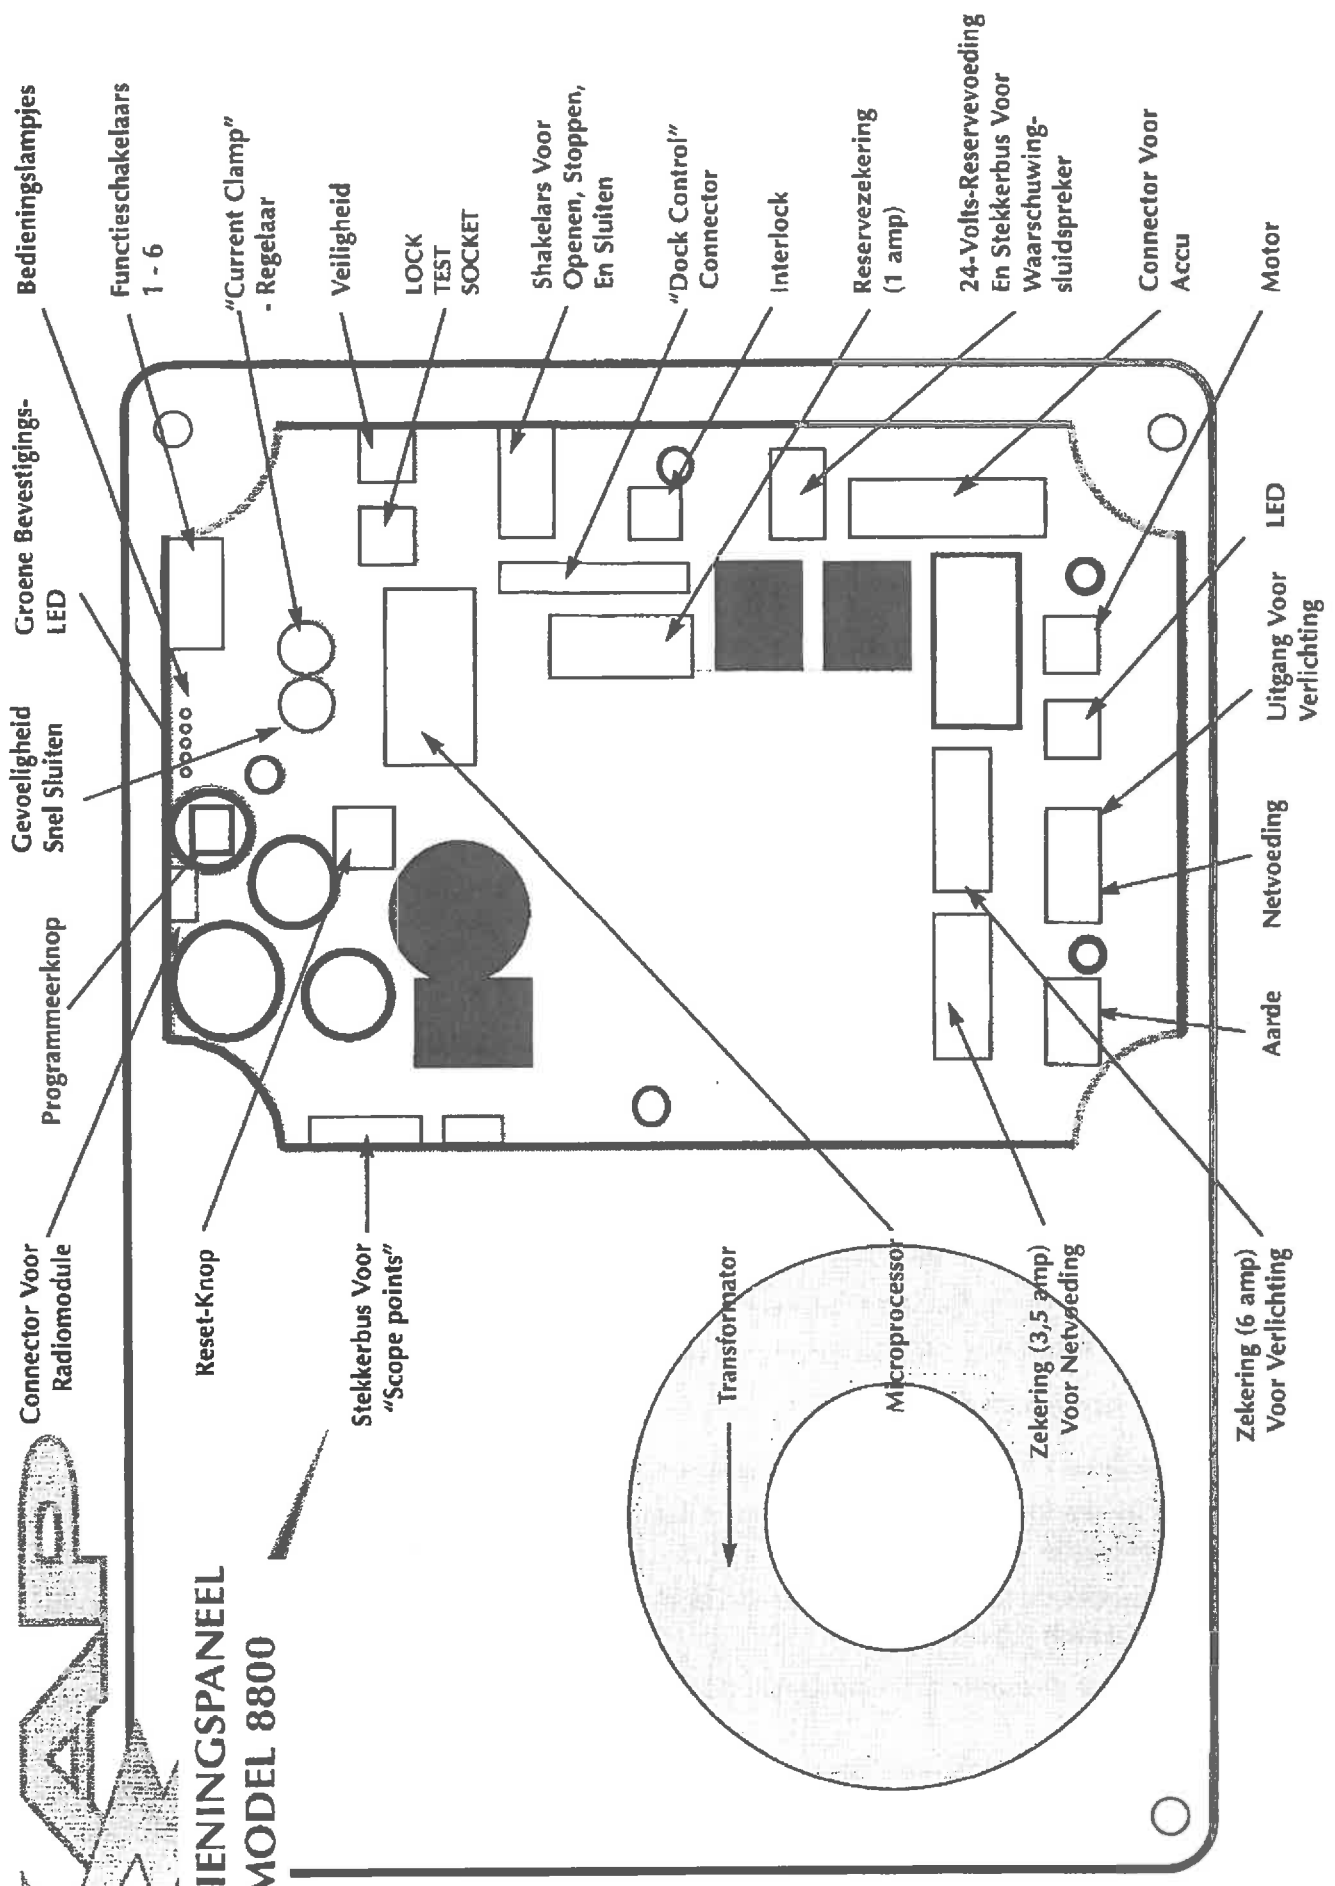 IENINGSPANEEL
MODEL 8800
Connector Voor
Radiomodule
Programmeerknop
Gevoeligheid
Snel Sluiten
Groene Bevestigings-
LED
Bedieningslampjes
Functieschakelaars
1 - 6
"Current Clamp"
- Regelaar
Veiligheid
LOCK
TEST
SOCKET
Shakelars Voor
Openen, Stoppen,
En Sluiten
"Dock Control"
Connector
Interlock
Reservezekering
(1 amp)
24-Volts-Reservevoeding
En Stekkerbus Voor
Waarschuwing-
sluidspreker
Connector Voor
Accu
Motor
LED
Uitgang Voor
Verlichting
Netvoeding
Aarde
Reset-Knop
Stekkerbus Voor
"Scope points"
Transformator
Microprocessor
Zekering (3,5 amp)
Voor Netvoeding
Zekering (6 amp)
Voor Verlichting